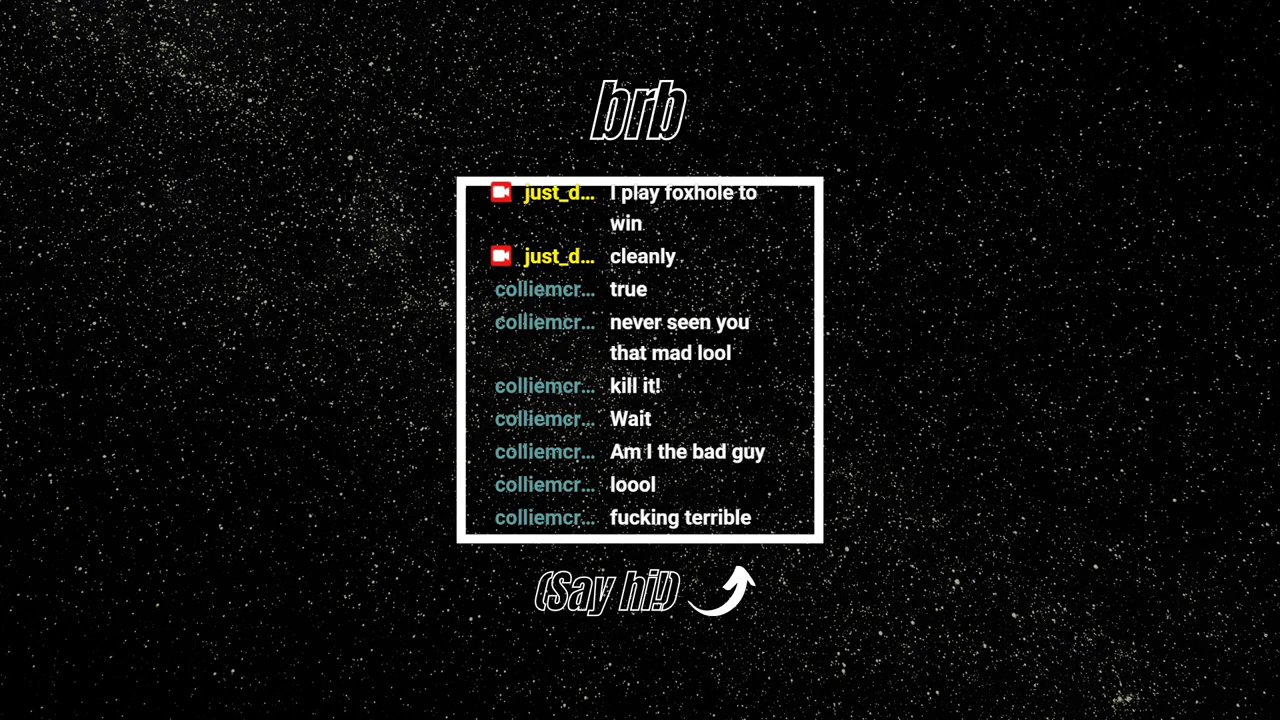 brb
just_d... I play foxhole to
win
just_d... cleanly
colliemcr... true
colliemcr... never seen you
that mad lool
colliemcr... kill it!
colliemcr... Wait
colliemcr... Am I the bad guy
colliemcr... loool
colliemcr... fucking terrible
(Say hi!)